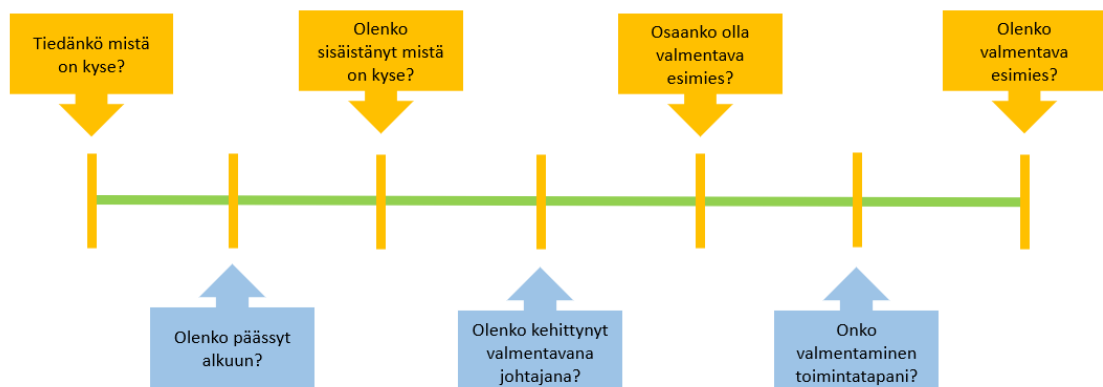 Tiedänkö mistä
on kyse?
Olenko
sisäistänyt mistä
on kyse?
Osaanko olla
valmentava
esimies?
Olenko
valmentava
esimies?
Olenko päässyt
alkuun?
Olenko kehittynyt
valmentavana
johtajana?
Onko
valmentaminen
toimintatapani?